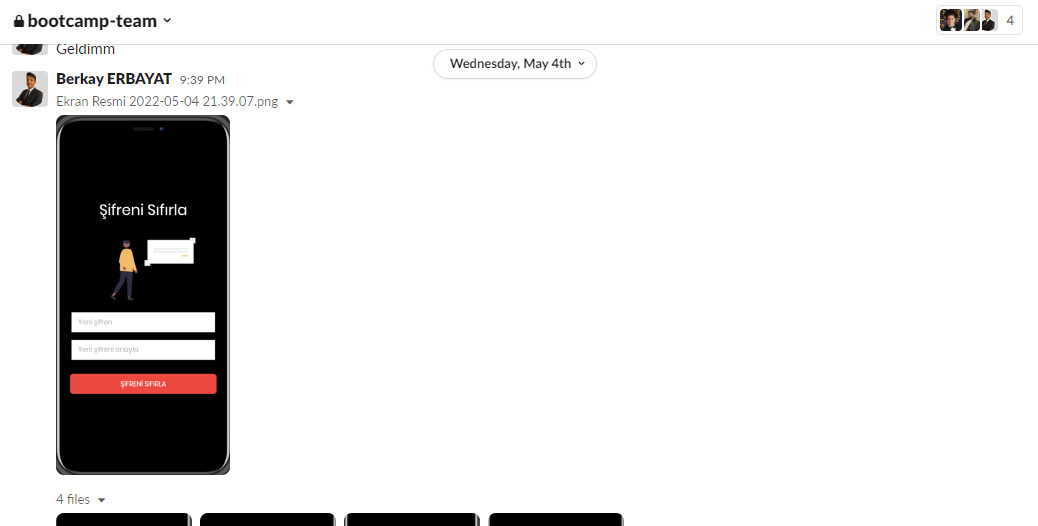 bootcamp-team
4
Geldimm
Wednesday, May 4th
Berkay ERBAYAT 9:39 PM
Ekran Resmi 2022-05-04 21.39.07.png
Şifreni Sıfırla
Yeni şifren
Yeni şifreni onayla
ŞİFRENİ SIFIRLA
4 files